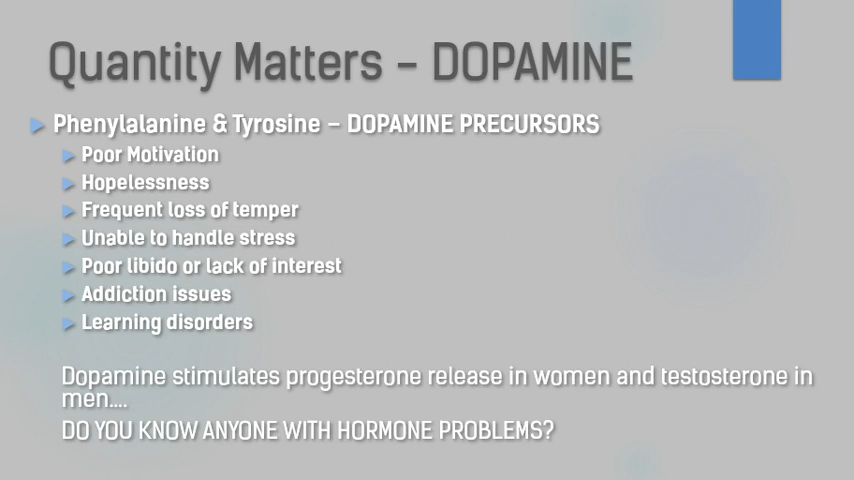 Quantity Matters – DOPAMINE
Phenylalanine & Tyrosine – DOPAMINE PRECURSORS
Poor Motivation
Hopelessness
Frequent loss of temper
Unable to handle stress
Poor libido or lack of interest
Addiction issues
Learning disorders
Dopamine stimulates progesterone release in women and testosterone in
men....
DO YOU KNOW ANYONE WITH HORMONE PROBLEMS?